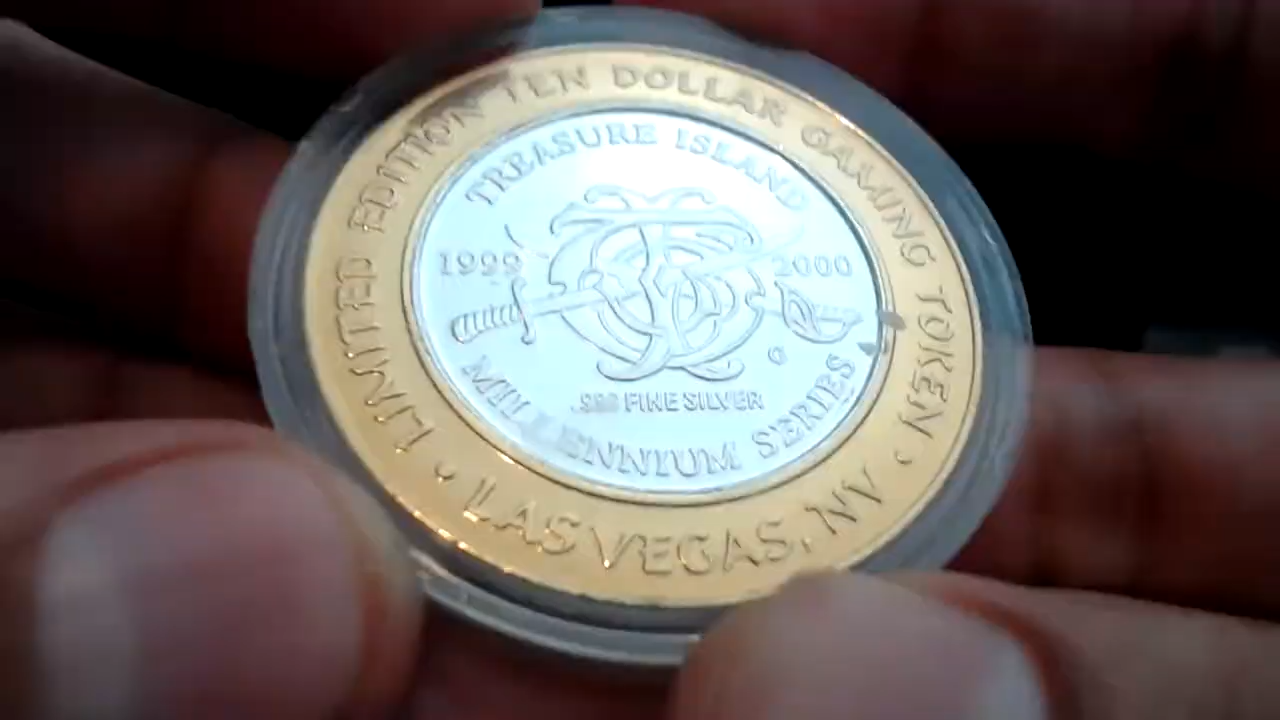 LIMITED EDITION TEN DOLLAR GAMING TOKEN
TREASURE ISLAND
1999 2000
.999 FINE SILVER
MILLENNIUM SERIES
• LAS VEGAS, NV •